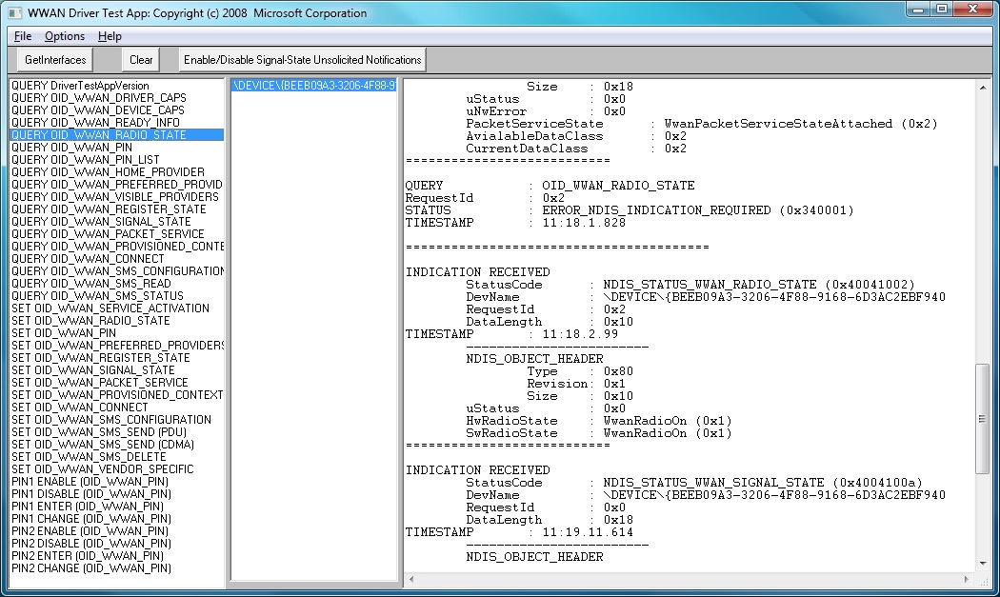 WWAN Driver Test App: Copyright (c) 2008 Microsoft Corporation
File Options Help
GetInterfaces Clear Enable/Disable Signal-State Unsolicited Notifications
QUERY DriverTestAppVersion
QUERY OID_WWAN_DRIVER_CAPS
QUERY OID_WWAN_DEVICE_CAPS
QUERY OID_WWAN_READY_INFO
QUERY OID_WWAN_RADIO_STATE
QUERY OID_WWAN_PIN
QUERY OID_WWAN_PIN_LIST
QUERY OID_WWAN_HOME_PROVIDER
QUERY OID_WWAN_PREFERRED_PROVID
QUERY OID_WWAN_VISIBLE_PROVIDERS
QUERY OID_WWAN_REGISTER_STATE
QUERY OID_WWAN_SIGNAL_STATE
QUERY OID_WWAN_PACKET_SERVICE
QUERY OID_WWAN_PROVISIONED_CONTE
QUERY OID_WWAN_CONNECT
QUERY OID_WWAN_SMS_CONFIGURATION
QUERY OID_WWAN_SMS_READ
QUERY OID_WWAN_SMS_STATUS
SET OID_WWAN_SERVICE_ACTIVATION
SET OID_WWAN_RADIO_STATE
SET OID_WWAN_PIN
SET OID_WWAN_PREFERRED_PROVIDERS
SET OID_WWAN_REGISTER_STATE
SET OID_WWAN_SIGNAL_STATE
SET OID_WWAN_PACKET_SERVICE
SET OID_WWAN_PROVISIONED_CONTEXT
SET OID_WWAN_CONNECT
SET OID_WWAN_SMS_CONFIGURATION
SET OID_WWAN_SMS_SEND (PDU)
SET OID_WWAN_SMS_SEND (CDMA)
SET OID_WWAN_SMS_DELETE
SET OID_WWAN_VENDOR_SPECIFIC
PIN1 ENABLE (OID_WWAN_PIN)
PIN1 DISABLE (OID_WWAN_PIN)
PIN1 ENTER (OID_WWAN_PIN)
PIN1 CHANGE (OID_WWAN_PIN)
PIN2 ENABLE (OID_WWAN_PIN)
PIN2 DISABLE (OID_WWAN_PIN)
PIN2 ENTER (OID_WWAN_PIN)
PIN2 CHANGE (OID_WWAN_PIN)
\DEVICE\{BEEB09A3-3206-4F88-9
Size : 0x18
uStatus : 0x0
uNwError : 0x0
PacketServiceState : WwanPacketServiceStateAttached (0x2)
AvialableDataClass : 0x2
CurrentDataClass : 0x2
===========================
QUERY : OID_WWAN_RADIO_STATE
RequestId : 0x2
STATUS : ERROR_NDIS_INDICATION_REQUIRED (0x340001)
TIMESTAMP : 11:18.1.828
========================================
INDICATION RECEIVED
StatusCode : NDIS_STATUS_WWAN_RADIO_STATE (0x40041002)
DevName : \DEVICE\{BEEB09A3-3206-4F88-9168-6D3AC2EBF940
RequestId : 0x2
DataLength : 0x10
TIMESTAMP : 11:18.2.99
------------------------
NDIS_OBJECT_HEADER
Type : 0x80
Revision: 0x1
Size : 0x10
uStatus : 0x0
HwRadioState : WwanRadioOn (0x1)
SwRadioState : WwanRadioOn (0x1)
===========================
INDICATION RECEIVED
StatusCode : NDIS_STATUS_WWAN_SIGNAL_STATE (0x4004100a)
DevName : \DEVICE\{BEEB09A3-3206-4F88-9168-6D3AC2EBF940
RequestId : 0x0
DataLength : 0x18
TIMESTAMP : 11:19.11.614
------------------------
NDIS_OBJECT_HEADER